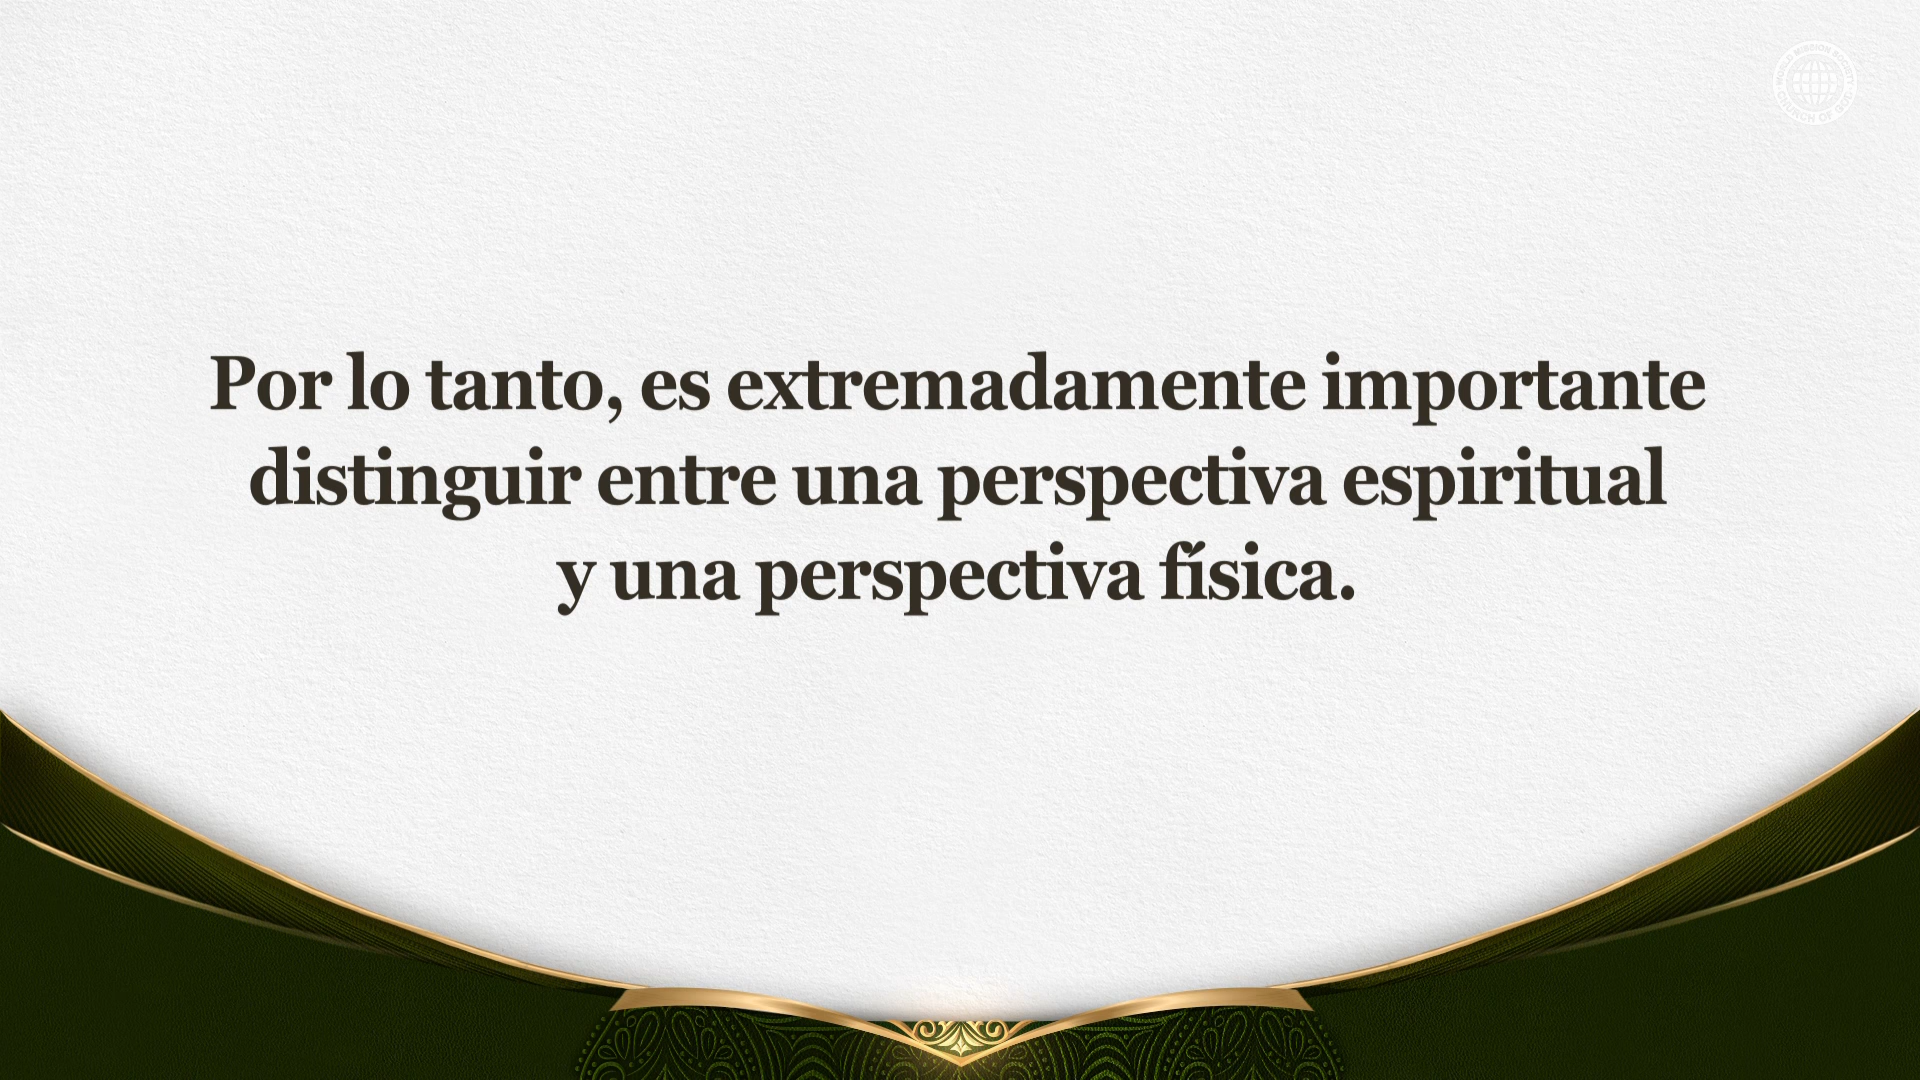 Por lo tanto, es extremadamente importante
distinguir entre una perspectiva espiritual
y una perspectiva física.